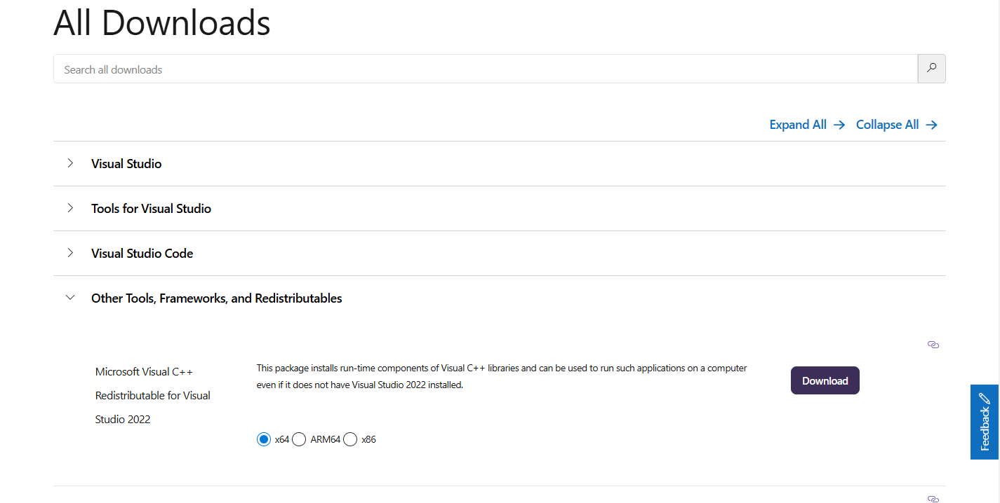 All Downloads
Search all downloads
Expand All
Collapse All
Visual Studio
Tools for Visual Studio
Visual Studio Code
Other Tools, Frameworks, and Redistributables
Microsoft Visual C++
Redistributable for Visual
Studio 2022
This package installs run-time components of Visual C++ libraries and can be used to run such applications on a computer
even if it does not have Visual Studio 2022 installed.
x64 ARM64 x86
Download
Feedback